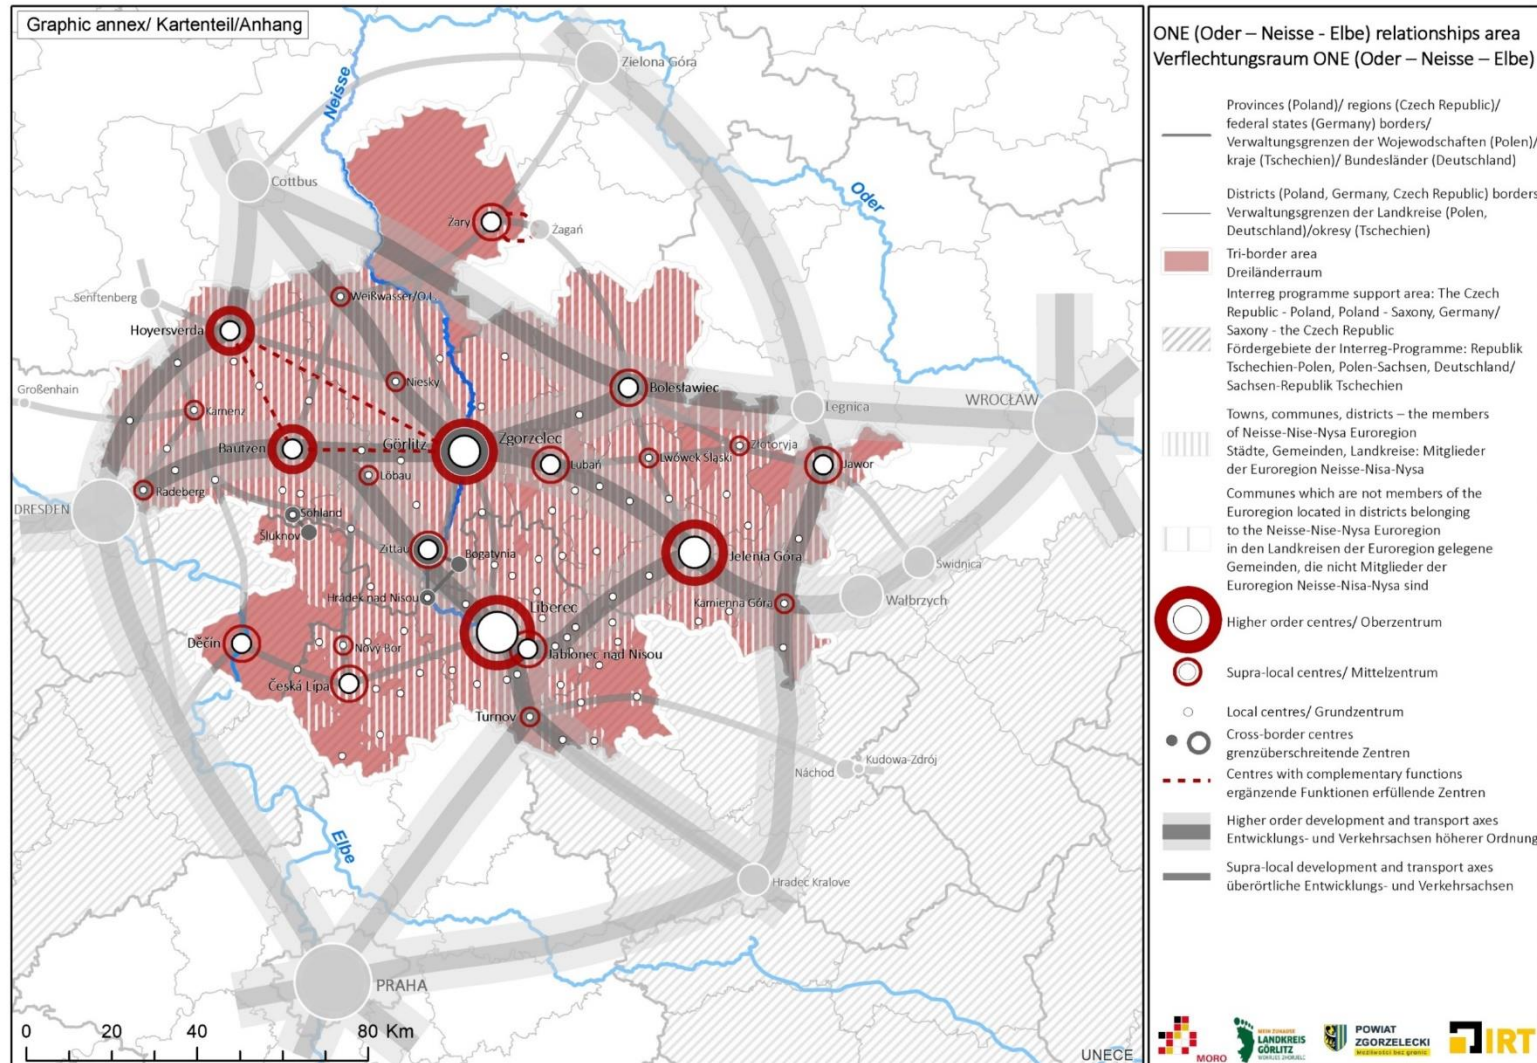 Graphic annex/ Kartenteil/Anhang
Neisse
Zielona Góra
Cottbus
Oder
Żary
Żagań
Senftenberg
Weißwasser/O.L.
Hoyersverda
Großenhain
Niesky
Bolesławiec
Kamenz
Legnica
WROCŁAW
Bautzen
Görlitz
Zgorzelec
Złotoryja
Lwówek Śląski
Lubań
Jawor
Löbau
Radeberg
DRESDEN
Sohland
Šluknov
Zittau
Bogatynia
Jelenia Góra
Świdnica
Hrádek nad Nisou
Kamienna Góra
Wałbrzych
Liberec
Děčín
Nový Bor
Jablonec nad Nisou
Česká Lípa
Turnov
Kudowa-Zdrój
Náchod
Elbe
Hradec Kralove
PRAHA
0 20 40 80 Km
UNECE
ONE (Oder – Neisse - Elbe) relationships area
Verflechtungsraum ONE (Oder – Neisse – Elbe)
Provinces (Poland)/ regions (Czech Republic)/
federal states (Germany) borders/
Verwaltungsgrenzen der Wojewodschaften (Polen)/
kraje (Tschechien)/ Bundesländer (Deutschland)
Districts (Poland, Germany, Czech Republic) borders
Verwaltungsgrenzen der Landkreise (Polen,
Deutschland)/okresy (Tschechien)
Tri-border area
Dreiländerraum
Interreg programme support area: The Czech
Republic - Poland, Poland - Saxony, Germany/
Saxony - the Czech Republic
Fördergebiete der Interreg-Programme: Republik
Tschechien-Polen, Polen-Sachsen, Deutschland/
Sachsen-Republik Tschechien
Towns, communes, districts – the members
of Neisse-Nise-Nysa Euroregion
Städte, Gemeinden, Landkreise: Mitglieder
der Euroregion Neisse-Nisa-Nysa
Communes which are not members of the
Euroregion located in districts belonging
to the Neisse-Nise-Nysa Euroregion
in den Landkreisen der Euroregion gelegene
Gemeinden, die nicht Mitglieder der
Euroregion Neisse-Nisa-Nysa sind
Higher order centres/ Oberzentrum
Supra-local centres/ Mittelzentrum
Local centres/ Grundzentrum
Cross-border centres
grenzüberschreitende Zentren
Centres with complementary functions
ergänzende Funktionen erfüllende Zentren
Higher order development and transport axes
Entwicklungs- und Verkehrsachsen höherer Ordnung
Supra-local development and transport axes
überörtliche Entwicklungs- und Verkehrsachsen
MORO
MEIN ZUHAUSE
LANDKREIS
GÖRLITZ
POWIAT
ZGORZELECKI
Możliwości bez granic
IRT